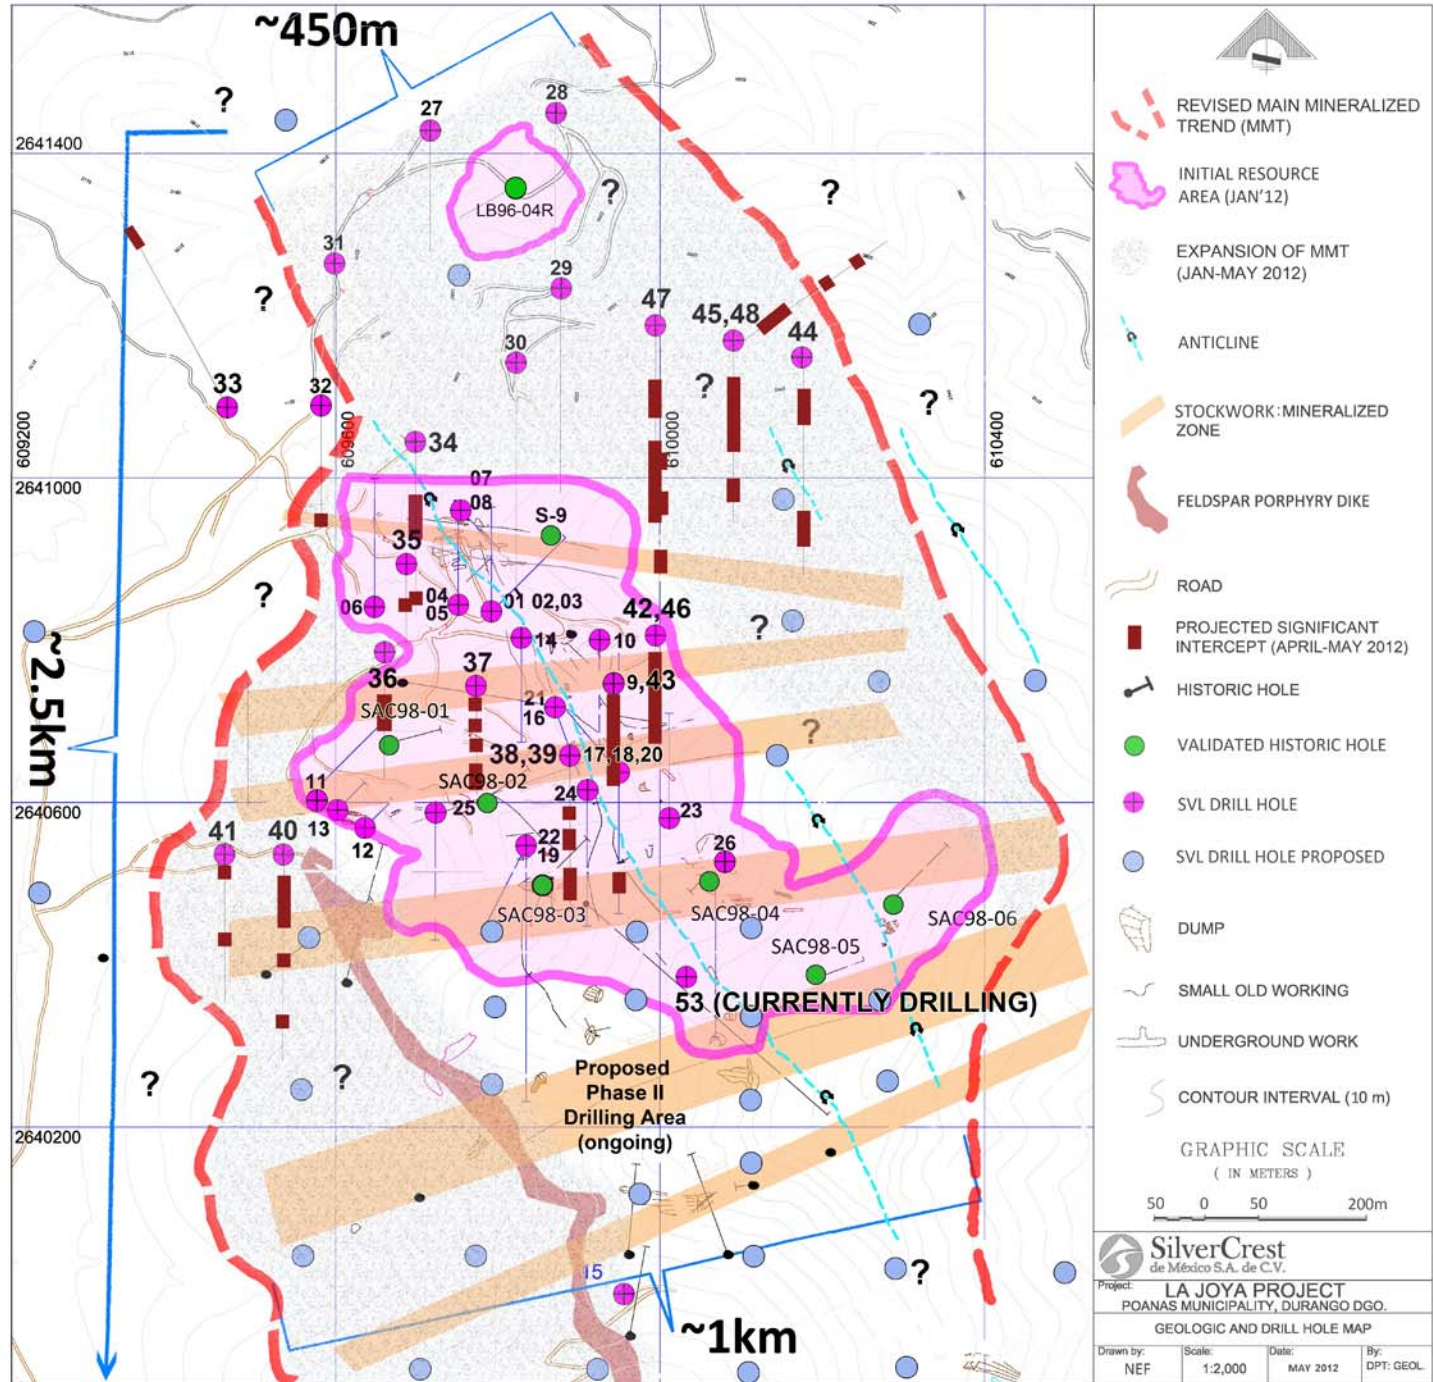 ~450m
?
27
28
2641400
?
?
LB96-04R
31
?
29
47
45,48
44
30
?
33
32
?
609200
609600
610000
610400
34
2641000
07
08
S-9
35
?
06
04
05
01 02,03
42,46
?
14
10
~2.5km
36
37
9,43
21
16
SAC98-01
?
38,39
17,18,20
11
SAC98-02
24
2640600
13
25
23
12
41
40
22
19
26
SAC98-03
SAC98-04
SAC98-06
SAC98-05
53 (CURRENTLY DRILLING)
?
?
Proposed
Phase II
Drilling Area
(ongoing)
2640200
15
?
~1km
REVISED MAIN MINERALIZED
TREND (MMT)
INITIAL RESOURCE
AREA (JAN'12)
EXPANSION OF MMT
(JAN-MAY 2012)
ANTICLINE
STOCKWORK:MINERALIZED
ZONE
FELDSPAR PORPHYRY DIKE
ROAD
PROJECTED SIGNIFICANT
INTERCEPT (APRIL-MAY 2012)
HISTORIC HOLE
VALIDATED HISTORIC HOLE
SVL DRILL HOLE
SVL DRILL HOLE PROPOSED
DUMP
SMALL OLD WORKING
UNDERGROUND WORK
CONTOUR INTERVAL (10 m)
GRAPHIC SCALE
( IN METERS )
50 0 50 200m
SilverCrest
de México S.A. de C.V.
Project: LA JOYA PROJECT
POANAS MUNICIPALITY, DURANGO DGO.
GEOLOGIC AND DRILL HOLE MAP
Drawn by: Scale: Date: By:
NEF 1:2,000 MAY 2012 DPT: GEOL.